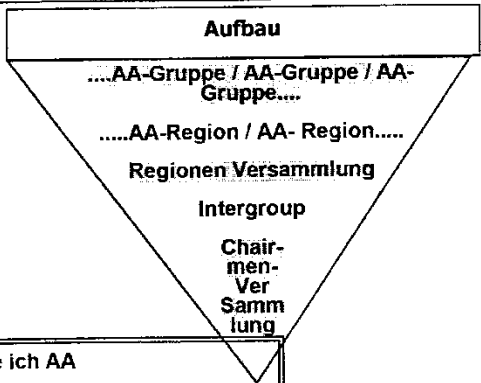 Aufbau
....AA-Gruppe / AA-Gruppe / AA-
Gruppe....
.....AA-Region / AA- Region.....
Regionen Versammlung
Intergroup
Chair-
men-
Ver
Samm
lung
ich AA